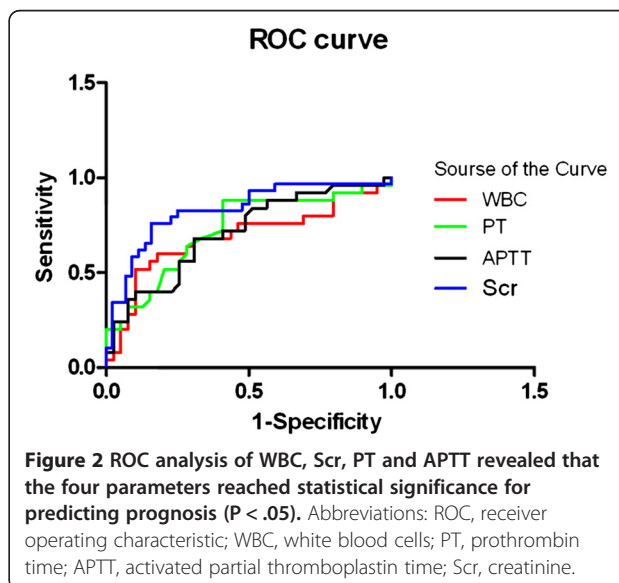 ROC curve
1.5
1.0
0.5
0.0
Sensitivity
0.0
0.5
1.0
1.5
1-Specificity
Sourse of the Curve
WBC
PT
APTT
Scr
Figure 2 ROC analysis of WBC, Scr, PT and APTT revealed that
the four parameters reached statistical significance for
predicting prognosis (P < .05). Abbreviations: ROC, receiver
operating characteristic; WBC, white blood cells; PT, prothrombin
time; APTT, activated partial thromboplastin time; Scr, creatinine.